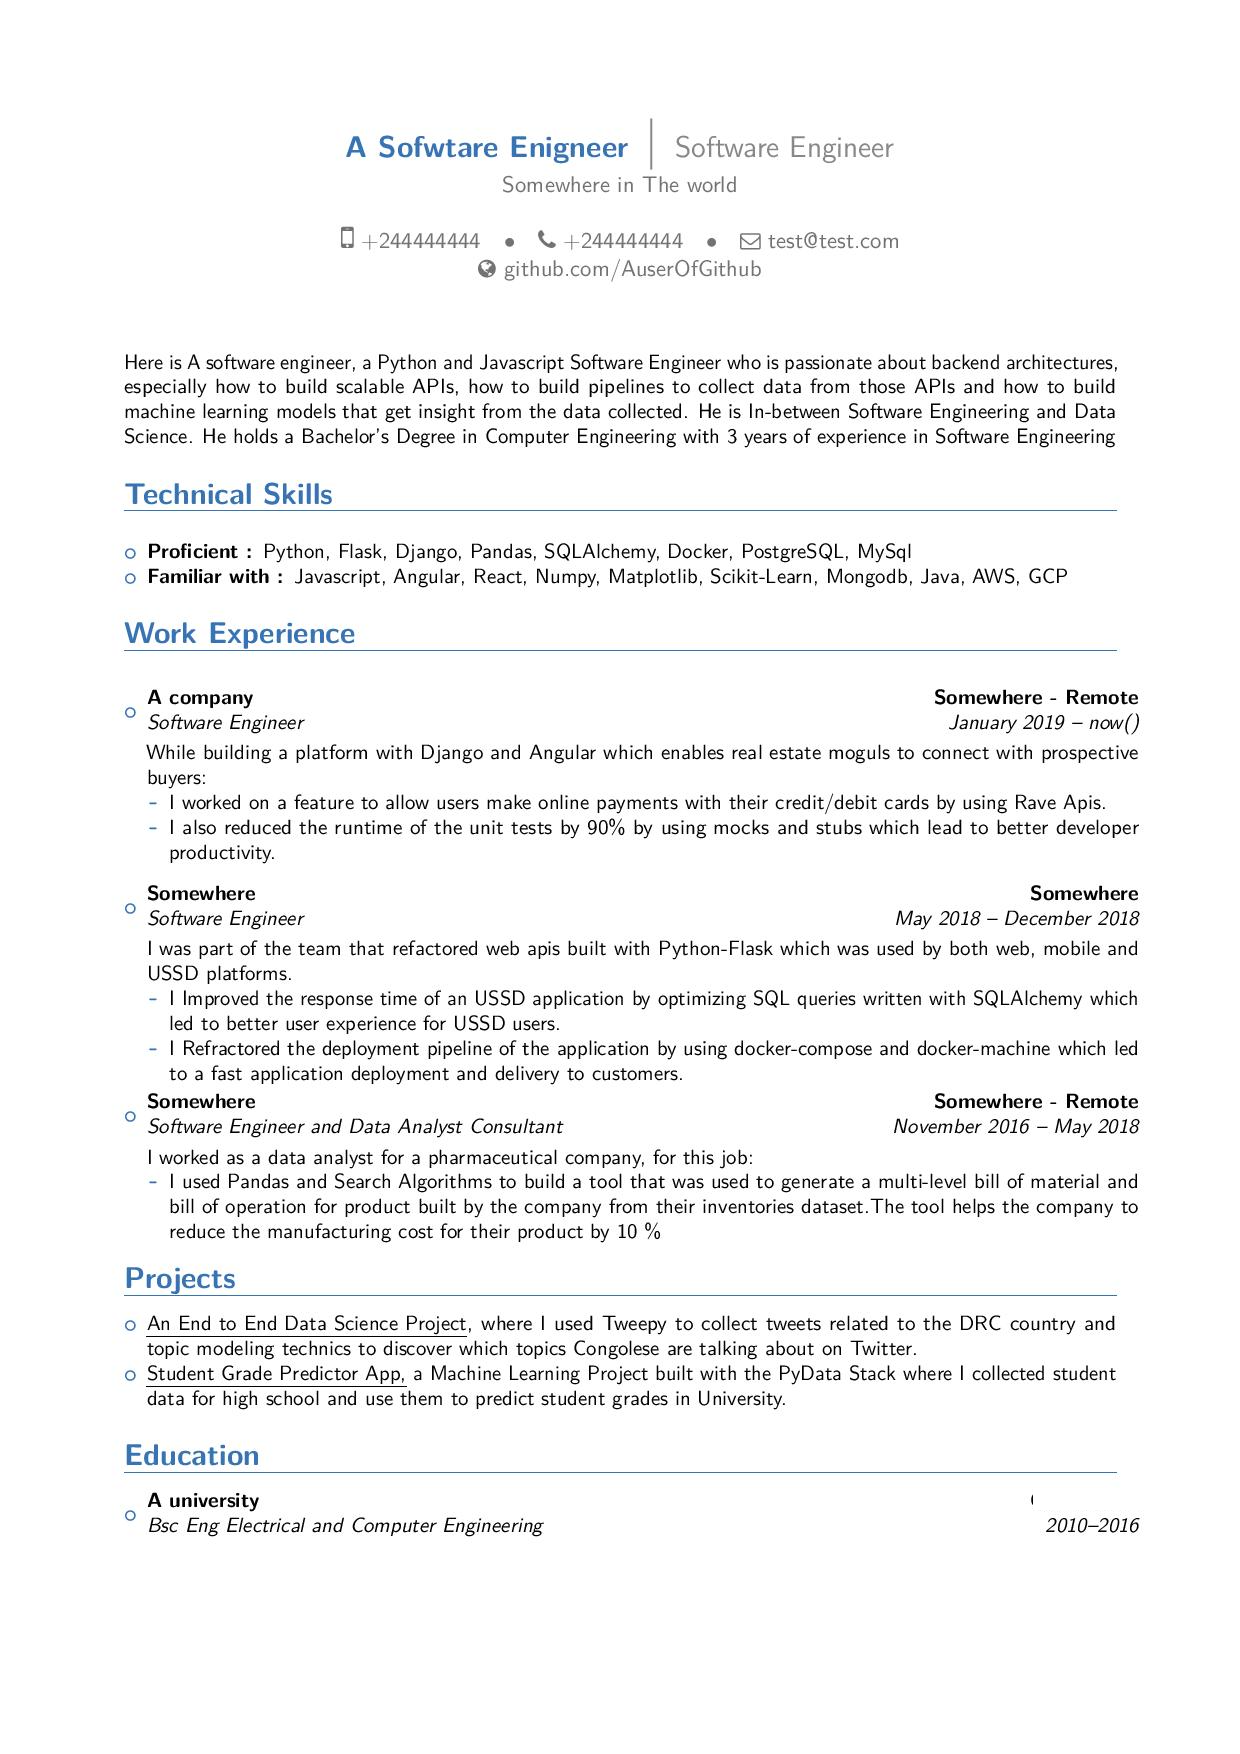 A Sofwtare Enigneer | Software Engineer
Somewhere in The world
+244444444 • +244444444 • test@test.com
github.com/AuserOfGithub
Here is A software engineer, a Python and Javascript Software Engineer who is passionate about backend architectures,
especially how to build scalable APIs, how to build pipelines to collect data from those APIs and how to build
machine learning models that get insight from the data collected. He is In-between Software Engineering and Data
Science. He holds a Bachelor's Degree in Computer Engineering with 3 years of experience in Software Engineering
Technical Skills
Proficient : Python, Flask, Django, Pandas, SQLAlchemy, Docker, PostgreSQL, MySql
Familiar with : Javascript, Angular, React, Numpy, Matplotlib, Scikit-Learn, Mongodb, Java, AWS, GCP
Work Experience
A company Somewhere - Remote
Software Engineer January 2019 – now()
While building a platform with Django and Angular which enables real estate moguls to connect with prospective
buyers:
- I worked on a feature to allow users make online payments with their credit/debit cards by using Rave Apis.
- I also reduced the runtime of the unit tests by 90% by using mocks and stubs which lead to better developer
productivity.
Somewhere Somewhere
Software Engineer May 2018 – December 2018
I was part of the team that refactored web apis built with Python-Flask which was used by both web, mobile and
USSD platforms.
- I Improved the response time of an USSD application by optimizing SQL queries written with SQLAlchemy which
led to better user experience for USSD users.
- I Refractored the deployment pipeline of the application by using docker-compose and docker-machine which led
to a fast application deployment and delivery to customers.
Somewhere Somewhere - Remote
Software Engineer and Data Analyst Consultant November 2016 – May 2018
I worked as a data analyst for a pharmaceutical company, for this job:
- I used Pandas and Search Algorithms to build a tool that was used to generate a multi-level bill of material and
bill of operation for product built by the company from their inventories dataset.The tool helps the company to
reduce the manufacturing cost for their product by 10 %
Projects
An End to End Data Science Project, where I used Tweepy to collect tweets related to the DRC country and
topic modeling technics to discover which topics Congolese are talking about on Twitter.
Student Grade Predictor App, a Machine Learning Project built with the PyData Stack where I collected student
data for high school and use them to predict student grades in University.
Education
A university
Bsc Eng Electrical and Computer Engineering 2010–2016